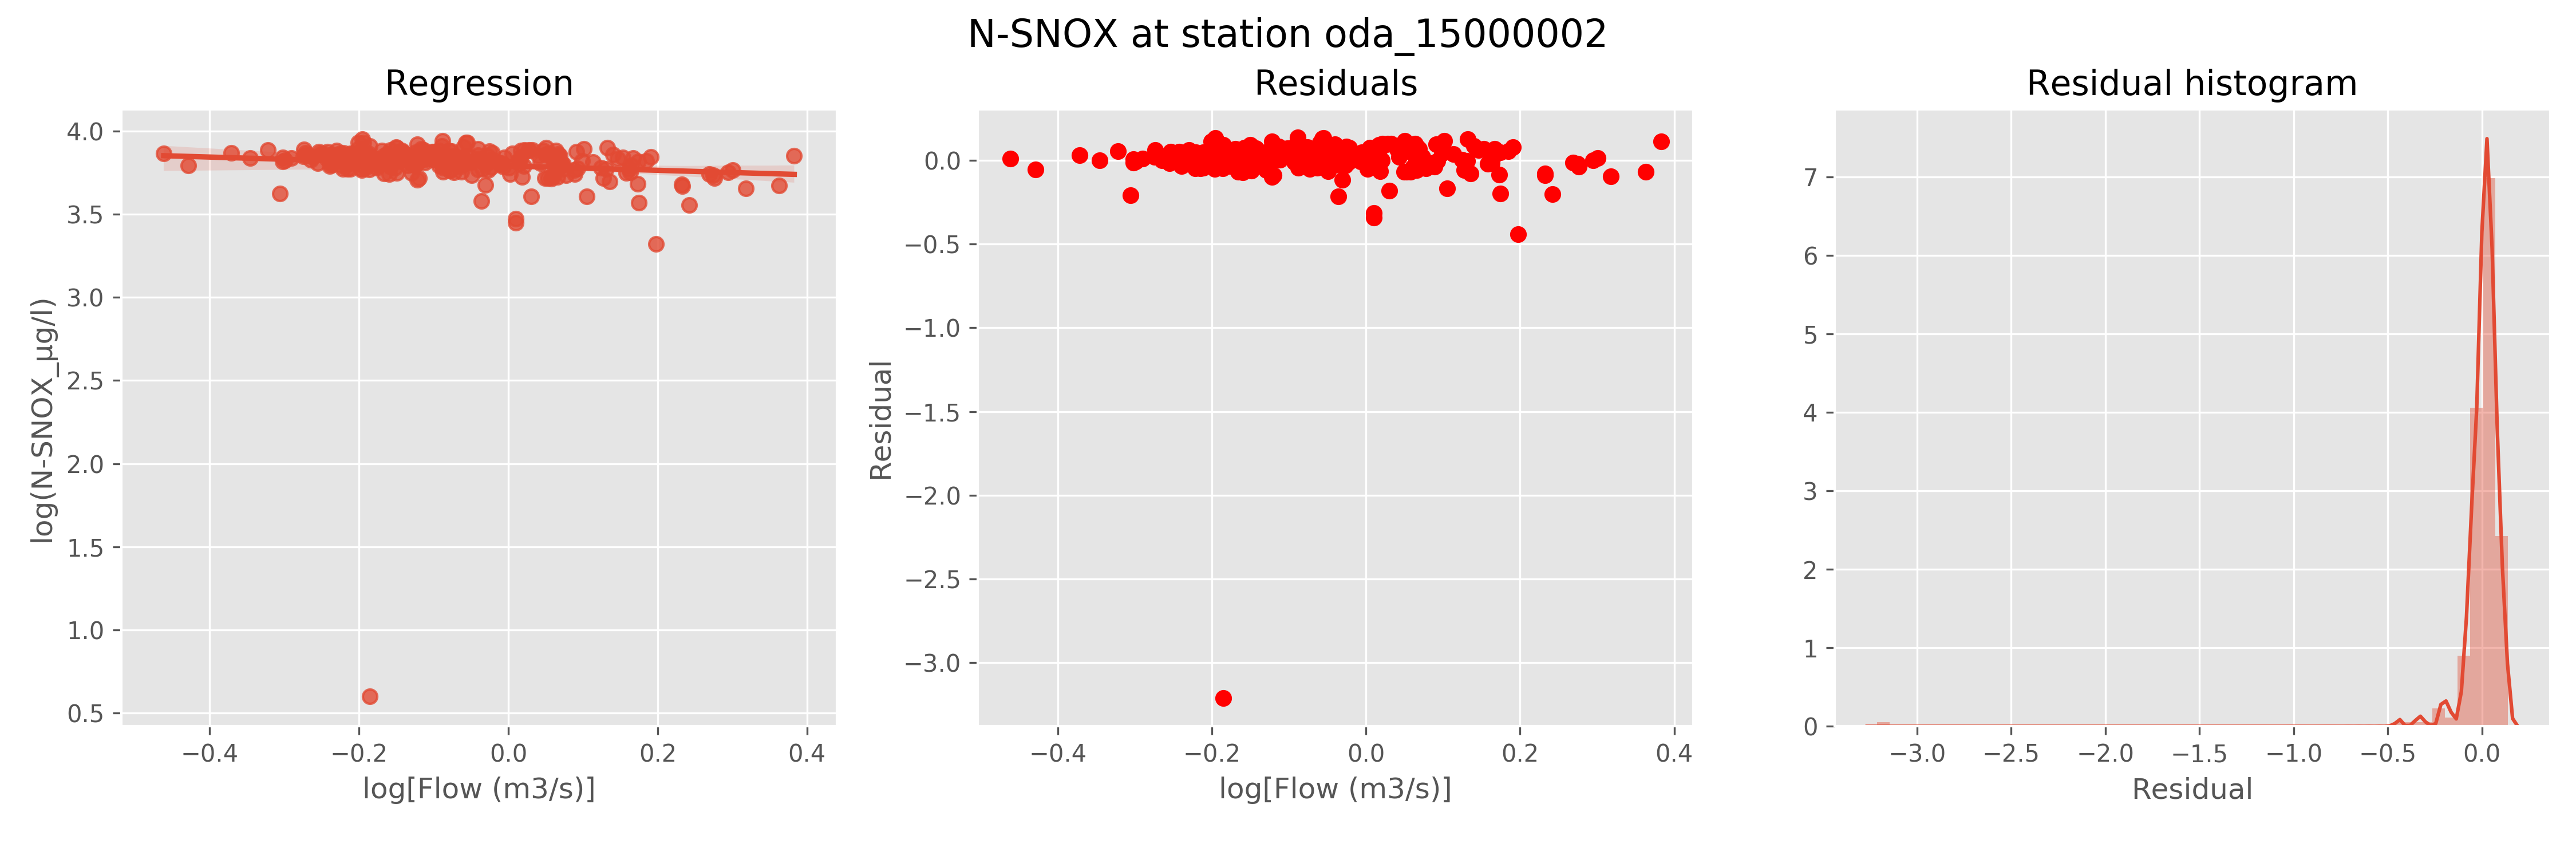 N-SNOX at station oda_15000002
Regression
4.0
3.5
3.0
2.5
2.0
1.5
1.0
0.5
log(N-SNOX_µg/l)
−0.4 −0.2 0.0 0.2 0.4
log[Flow (m3/s)]
Residuals
0.0
−0.5
−1.0
−1.5
−2.0
−2.5
−3.0
Residual
−0.4 −0.2 0.0 0.2 0.4
log[Flow (m3/s)]
Residual histogram
7
6
5
4
3
2
1
0
−3.0 −2.5 −2.0 −1.5 −1.0 −0.5 0.0
Residual